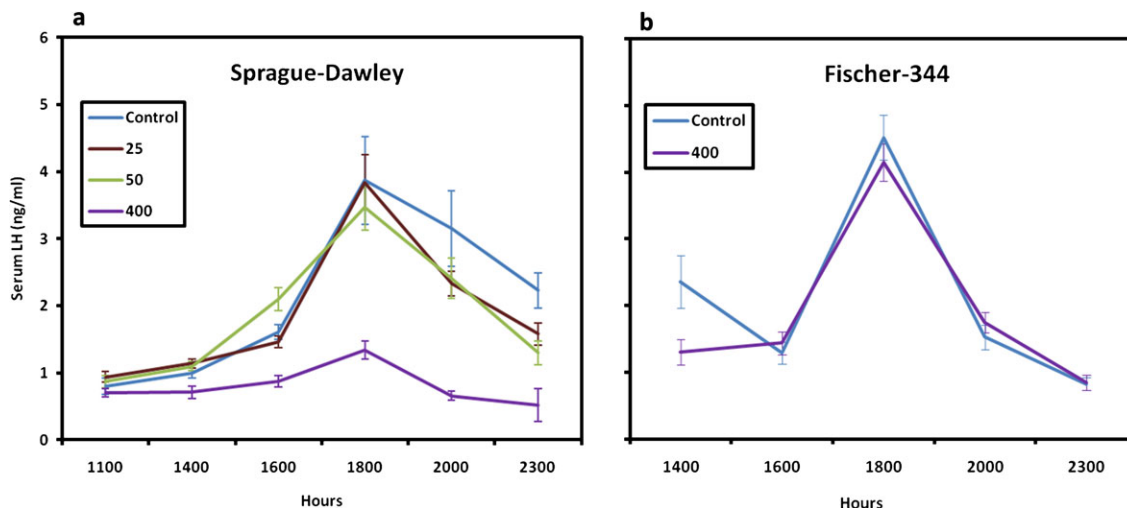 a
Sprague-Dawley
Control
25
50
400
Serum LH (ng/ml)
6
5
4
3
2
1
0
1100 1400 1600 1800 2000 2300
Hours
b
Fischer-344
Control
400
1400 1600 1800 2000 2300
Hours